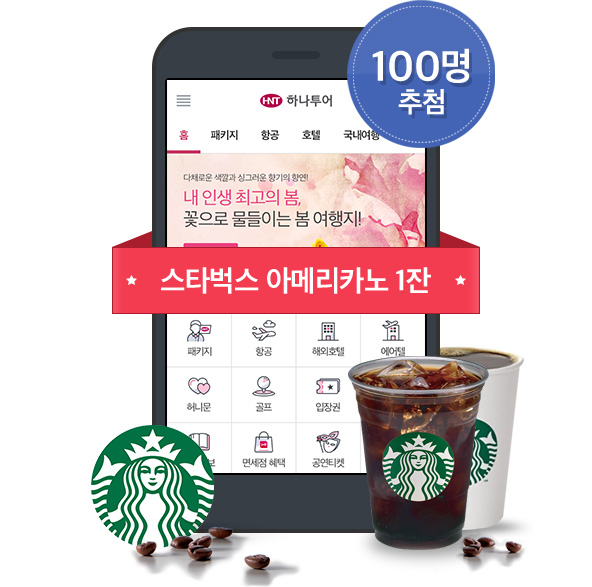 100명
추첨
HNT 하나투어
홈 패키지 항공 호텔 국내여행
다채로운 색깔과 싱그러운 향기의 향연!
내 인생 최고의 봄,
꽃으로 물들이는 봄 여행지!
스타벅스 아메리카노 1잔
패키지 항공 해외호텔 에어텔
허니문 골프 입장권
보 면세점 혜택 공연티켓